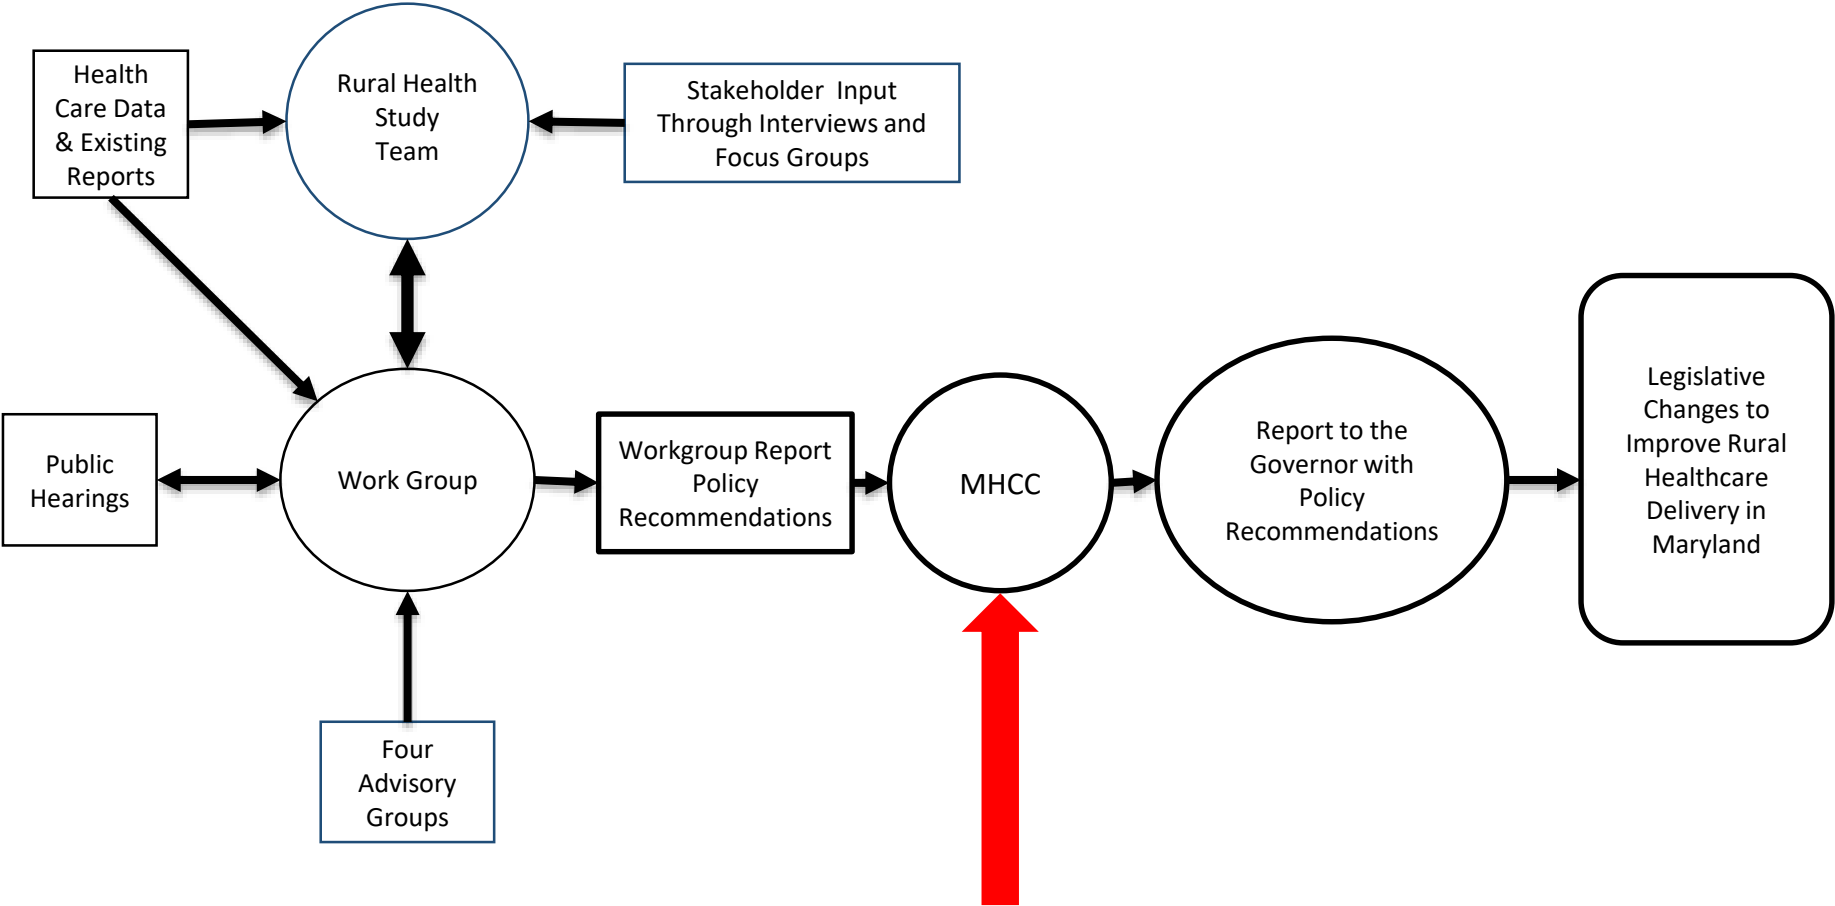 Health
Care Data
& Existing
Reports
Rural Health
Study
Team
Stakeholder  Input
Through Interviews and
Focus Groups
Public
Hearings
Work Group
Workgroup Report
Policy
Recommendations
MHCC
Report to the
Governor with
Policy
Recommendations
Legislative
Changes to
Improve Rural
Healthcare
Delivery in
Maryland
Four
Advisory
Groups